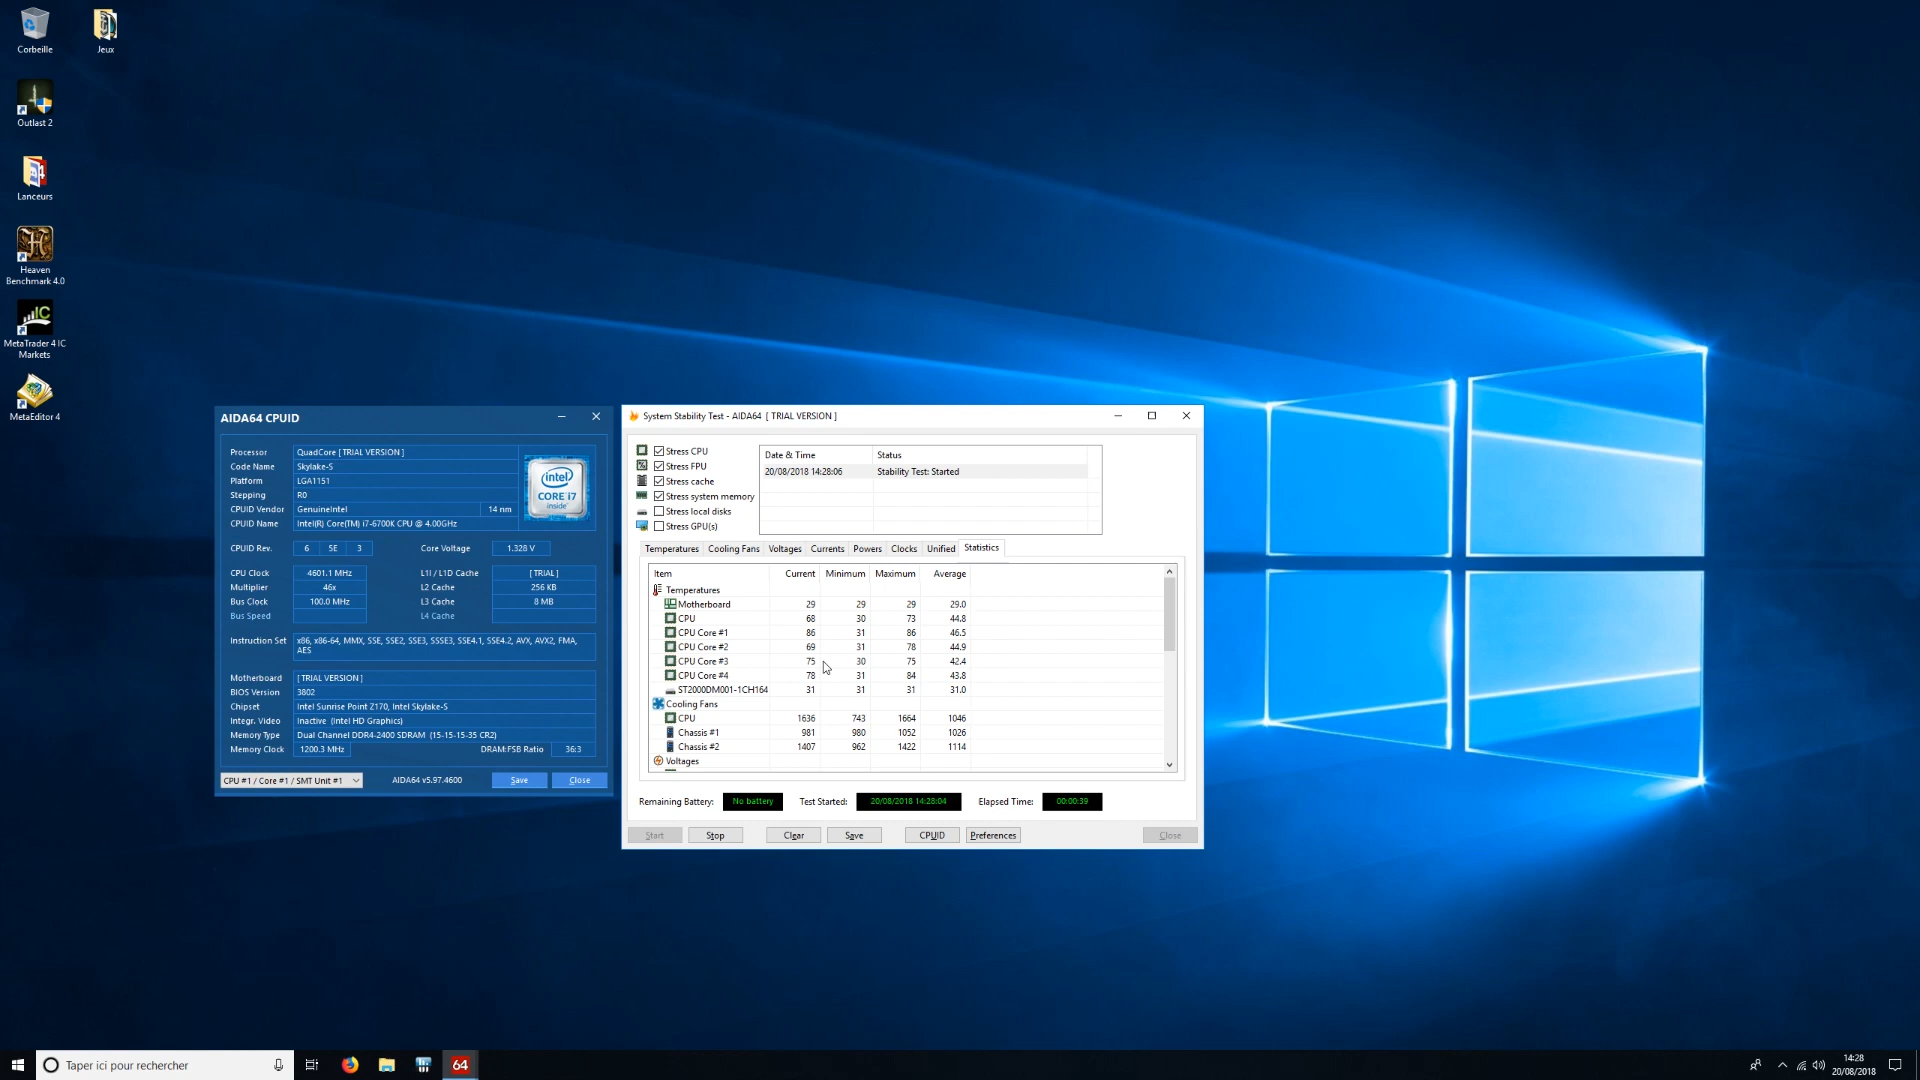 Corbeille
Jeux
Outlast 2
Lanceurs
Heaven
Benchmark 4.0
MetaTrader 4 IC
Markets
MetaEditor 4
AIDA64 CPUID
Processor QuadCore [ TRIAL VERSION ]
Code Name Skylake-S
Platform LGA1151
Stepping R0
CPUID Vendor GenuineIntel 14 nm
CPUID Name Intel(R) Core(TM) i7-6700K CPU @ 4.00GHz
intel
CORE i7
inside
CPUID Rev. 6 5E 3 Core Voltage 1.328 V
CPU Clock 4601.1 MHz L1I / L1D Cache [ TRIAL ]
Multiplier 46x L2 Cache 256 KB
Bus Clock 100.0 MHz L3 Cache 8 MB
Bus Speed L4 Cache
Instruction Set x86, x86-64, MMX, SSE, SSE2, SSE3, SSSE3, SSE4.1, SSE4.2, AVX, AVX2, FMA,
AES
Motherboard [ TRIAL VERSION ]
BIOS Version 3802
Chipset Intel Sunrise Point Z170, Intel Skylake-S
Integr. Video Inactive (Intel HD Graphics)
Memory Type Dual Channel DDR4-2400 SDRAM (15-15-15-35 CR2)
Memory Clock 1200.3 MHz DRAM:FSB Ratio 36:3
CPU #1 / Core #1 / SMT Unit #1 AIDA64 v5.97.4600 Save Close
System Stability Test - AIDA64 [ TRIAL VERSION ]
Stress CPU
Stress FPU
Stress cache
Stress system memory
Stress local disks
Stress GPU(s)
Date & Time Status
20/08/2018 14:28:06 Stability Test: Started
Temperatures Cooling Fans Voltages Currents Powers Clocks Unified Statistics
Item Current Minimum Maximum Average
Temperatures
Motherboard 29 29 29 29.0
CPU 68 30 73 44.8
CPU Core #1 86 31 86 46.5
CPU Core #2 69 31 78 44.9
CPU Core #3 75 30 75 42.4
CPU Core #4 78 31 84 43.8
ST2000DM001-1CH164 31 31 31 31.0
Cooling Fans
CPU 1636 743 1664 1046
Chassis #1 981 980 1052 1026
Chassis #2 1407 962 1422 1114
Voltages
Remaining Battery: No battery Test Started: 20/08/2018 14:28:04 Elapsed Time: 00:00:39
Start Stop Clear Save CPUID Preferences Close
Taper ici pour rechercher
64
14:28
20/08/2018